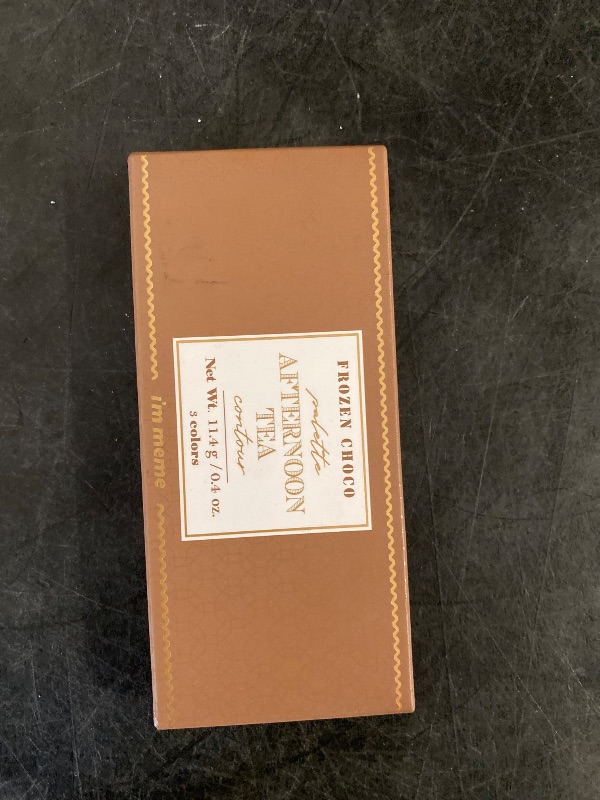 FROZEN CHOCO
palette
AFTERNOON
TEA
contour
Net Wt. 11.4 g / 0.4 oz.
3 colors
i'm meme